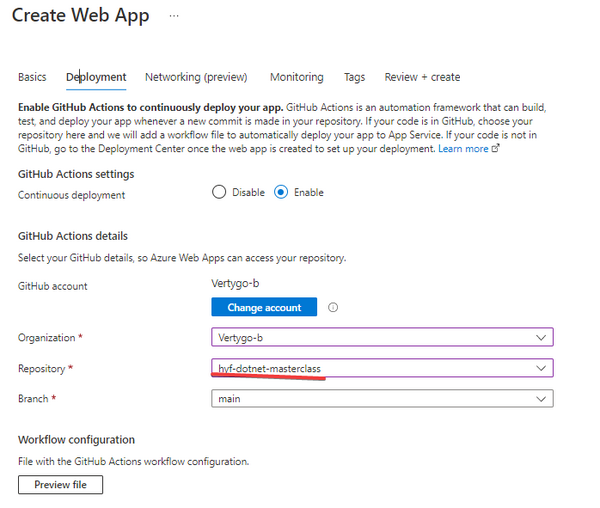 Create Web App ...
Basics Deployment Networking (preview) Monitoring Tags Review + create
Enable GitHub Actions to continuously deploy your app. GitHub Actions is an automation framework that can build,
test, and deploy your app whenever a new commit is made in your repository. If your code is in GitHub, choose your
repository here and we will add a workflow file to automatically deploy your app to App Service. If your code is not in
GitHub, go to the Deployment Center once the web app is created to set up your deployment. Learn more
GitHub Actions settings
Continuous deployment Disable Enable
GitHub Actions details
Select your GitHub details, so Azure Web Apps can access your repository.
GitHub account Vertygo-b
Change account
Organization * Vertygo-b
Repository * hyf-dotnet-masterclass
Branch * main
Workflow configuration
File with the GitHub Actions workflow configuration.
Preview file